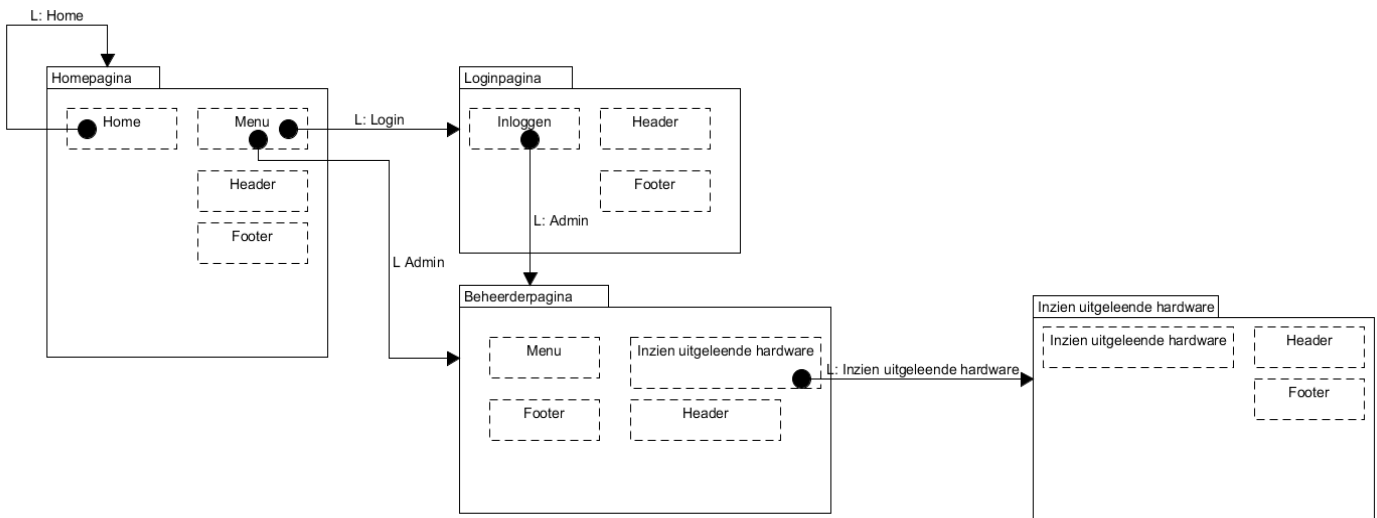 L: Home
Homepagina
Home
Menu
Header
Footer
L: Login
L Admin
Loginpagina
Inloggen
Header
Footer
L: Admin
Beheerderpagina
Menu
Inzien uitgeleende hardware
Footer
Header
L: Inzien uitgeleende hardware
Inzien uitgeleende hardware
Inzien uitgeleende hardware
Header
Footer